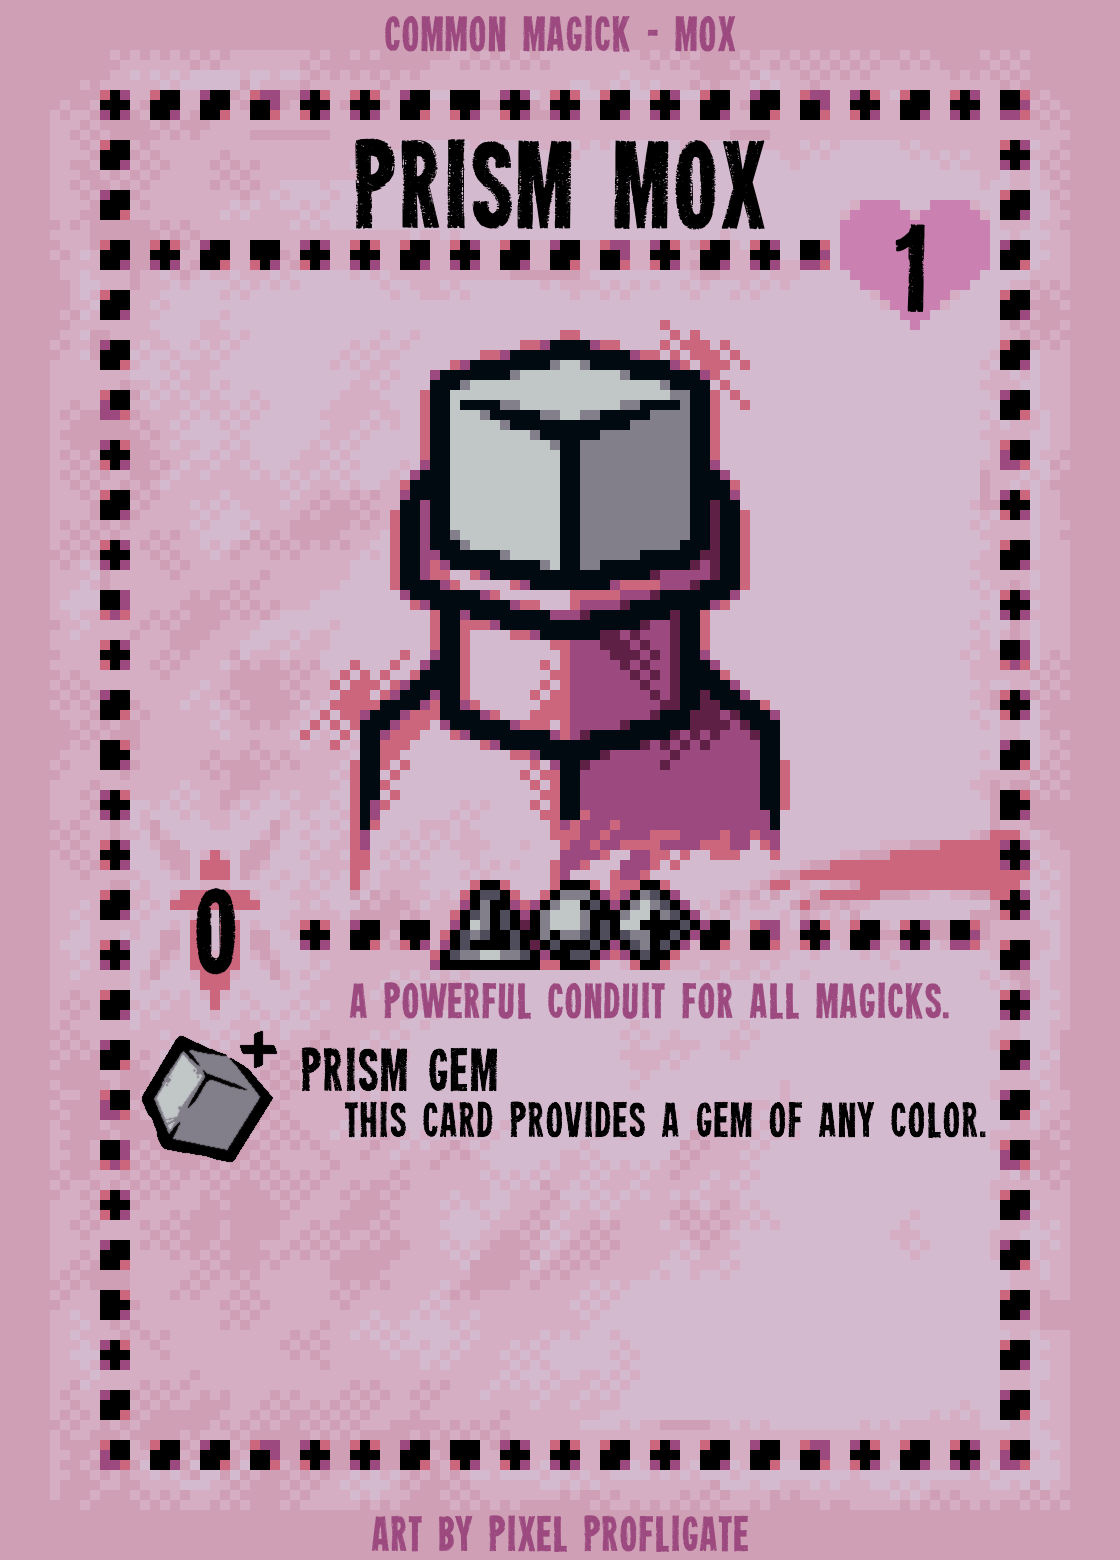 COMMON MAGICK - MOX
PRISM MOX
1
0
A POWERFUL CONDUIT FOR ALL MAGICKS.
PRISM GEM
THIS CARD PROVIDES A GEM OF ANY COLOR.
ART BY PIXEL PROFLIGATE